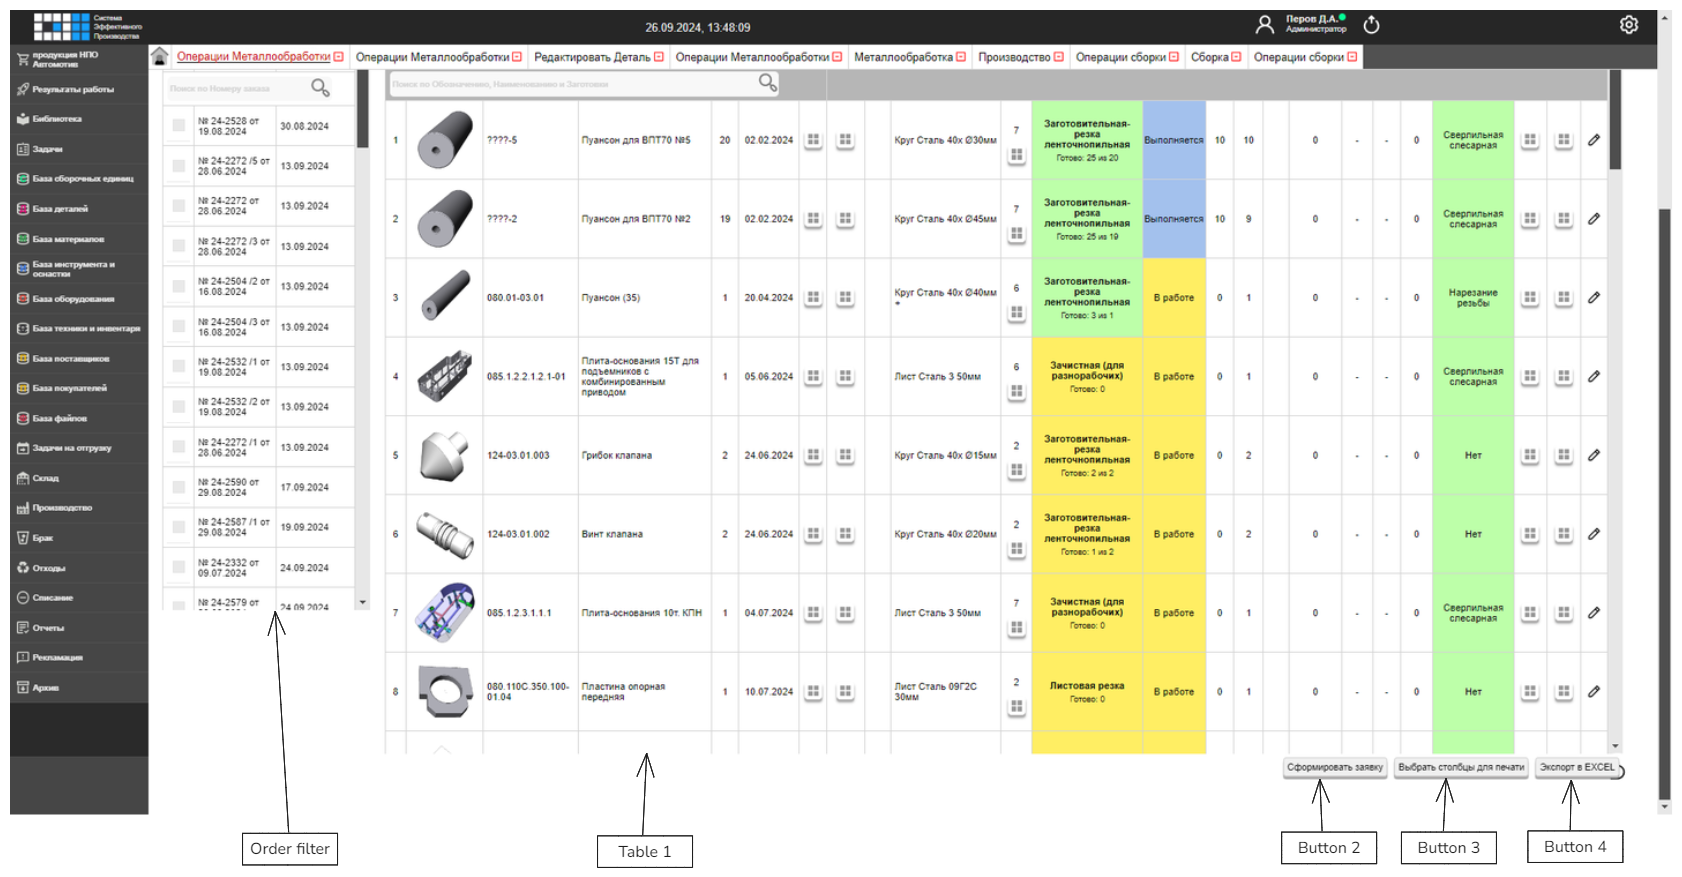 Система
Эффективного
Производства
26.09.2024, 13:48:09
Перов Д.А.
Администратор
продукция НПО
Автомотив
Результаты работы
Библиотека
Задачи
База сборочных единиц
База деталей
База материалов
База инструмента и
оснастки
База оборудования
База техники и инвентаря
База поставщиков
База покупателей
База файлов
Задачи на отгрузку
Склад
Производство
Брак
Отходы
Списание
Отчеты
Рекламация
Архив
Операции Металлообработки
Операции Металлообработки
Редактировать Деталь
Операции Металлообработки
Металлообработка
Производство
Операции сборки
Сборка
Операции сборки
Поиск по Номеру заказа
№ 24-2528 от
19.08.2024
30.08.2024
№ 24-2272 /5 от
28.06.2024
13.09.2024
№ 24-2272 от
28.06.2024
13.09.2024
№ 24-2272 /3 от
28.06.2024
13.09.2024
№ 24-2504 /2 от
16.08.2024
13.09.2024
№ 24-2504 /3 от
16.08.2024
13.09.2024
№ 24-2532 /1 от
19.08.2024
13.09.2024
№ 24-2532 /2 от
19.08.2024
13.09.2024
№ 24-2272 /1 от
28.06.2024
13.09.2024
№ 24-2590 от
29.08.2024
17.09.2024
№ 24-2587 /1 от
29.08.2024
19.09.2024
№ 24-2332 от
09.07.2024
24.09.2024
№ 24-2579 от
24.09.2024
Поиск по Обозначению, Наименованию и Заготовки
1 ????-5 Пуансон для ВПТ70 №5 20 02.02.2024 Круг Сталь 40х Ø30мм 7
Заготовительная-
резка
ленточнопильная
Готово: 25 из 20
Выполняется 10 10 0 - - 0
Сверлильная
слесарная
2 ????-2 Пуансон для ВПТ70 №2 19 02.02.2024 Круг Сталь 40х Ø45мм 7
Заготовительная-
резка
ленточнопильная
Готово: 25 из 19
Выполняется 10 9 0 - - 0
Сверлильная
слесарная
3 080.01-03.01 Пуансон (35) 1 20.04.2024 Круг Сталь 40х Ø40мм 6
Заготовительная-
резка
ленточнопильная
Готово: 3 из 1
В работе 0 1 0 - - 0
Нарезание
резьбы
4 085.1.2.2.1.2.1-01
Плита-основания 15Т для
подъемников с
комбинированным
приводом
1 05.06.2024 Лист Сталь 3 50мм 6
Зачистная (для
разнорабочих)
Готово: 0
В работе 0 1 0 - - 0
Сверлильная
слесарная
5 124-03.01.003 Грибок клапана 2 24.06.2024 Круг Сталь 40х Ø15мм 2
Заготовительная-
резка
ленточнопильная
Готово: 2 из 2
В работе 0 2 0 - - 0 Нет
6 124-03.01.002 Винт клапана 2 24.06.2024 Круг Сталь 40х Ø20мм 2
Заготовительная-
резка
ленточнопильная
Готово: 1 из 2
В работе 0 2 0 - - 0 Нет
7 085.1.2.3.1.1.1 Плита-основания 10т. КПН 1 04.07.2024 Лист Сталь 3 50мм 7
Зачистная (для
разнорабочих)
Готово: 0
В работе 0 1 0 - - 0
Сверлильная
слесарная
8
080.110С.350.100-
01.04
Пластина опорная
передняя
1 10.07.2024
Лист Сталь 09Г2С
30мм
2
Листовая резка
Готово: 0
В работе 0 1 0 - - 0 Нет
Сформировать заявку
Выбрать столбцы для печати
Экспорт в EXCEL
Order filter
Table 1
Button 2
Button 3
Button 4